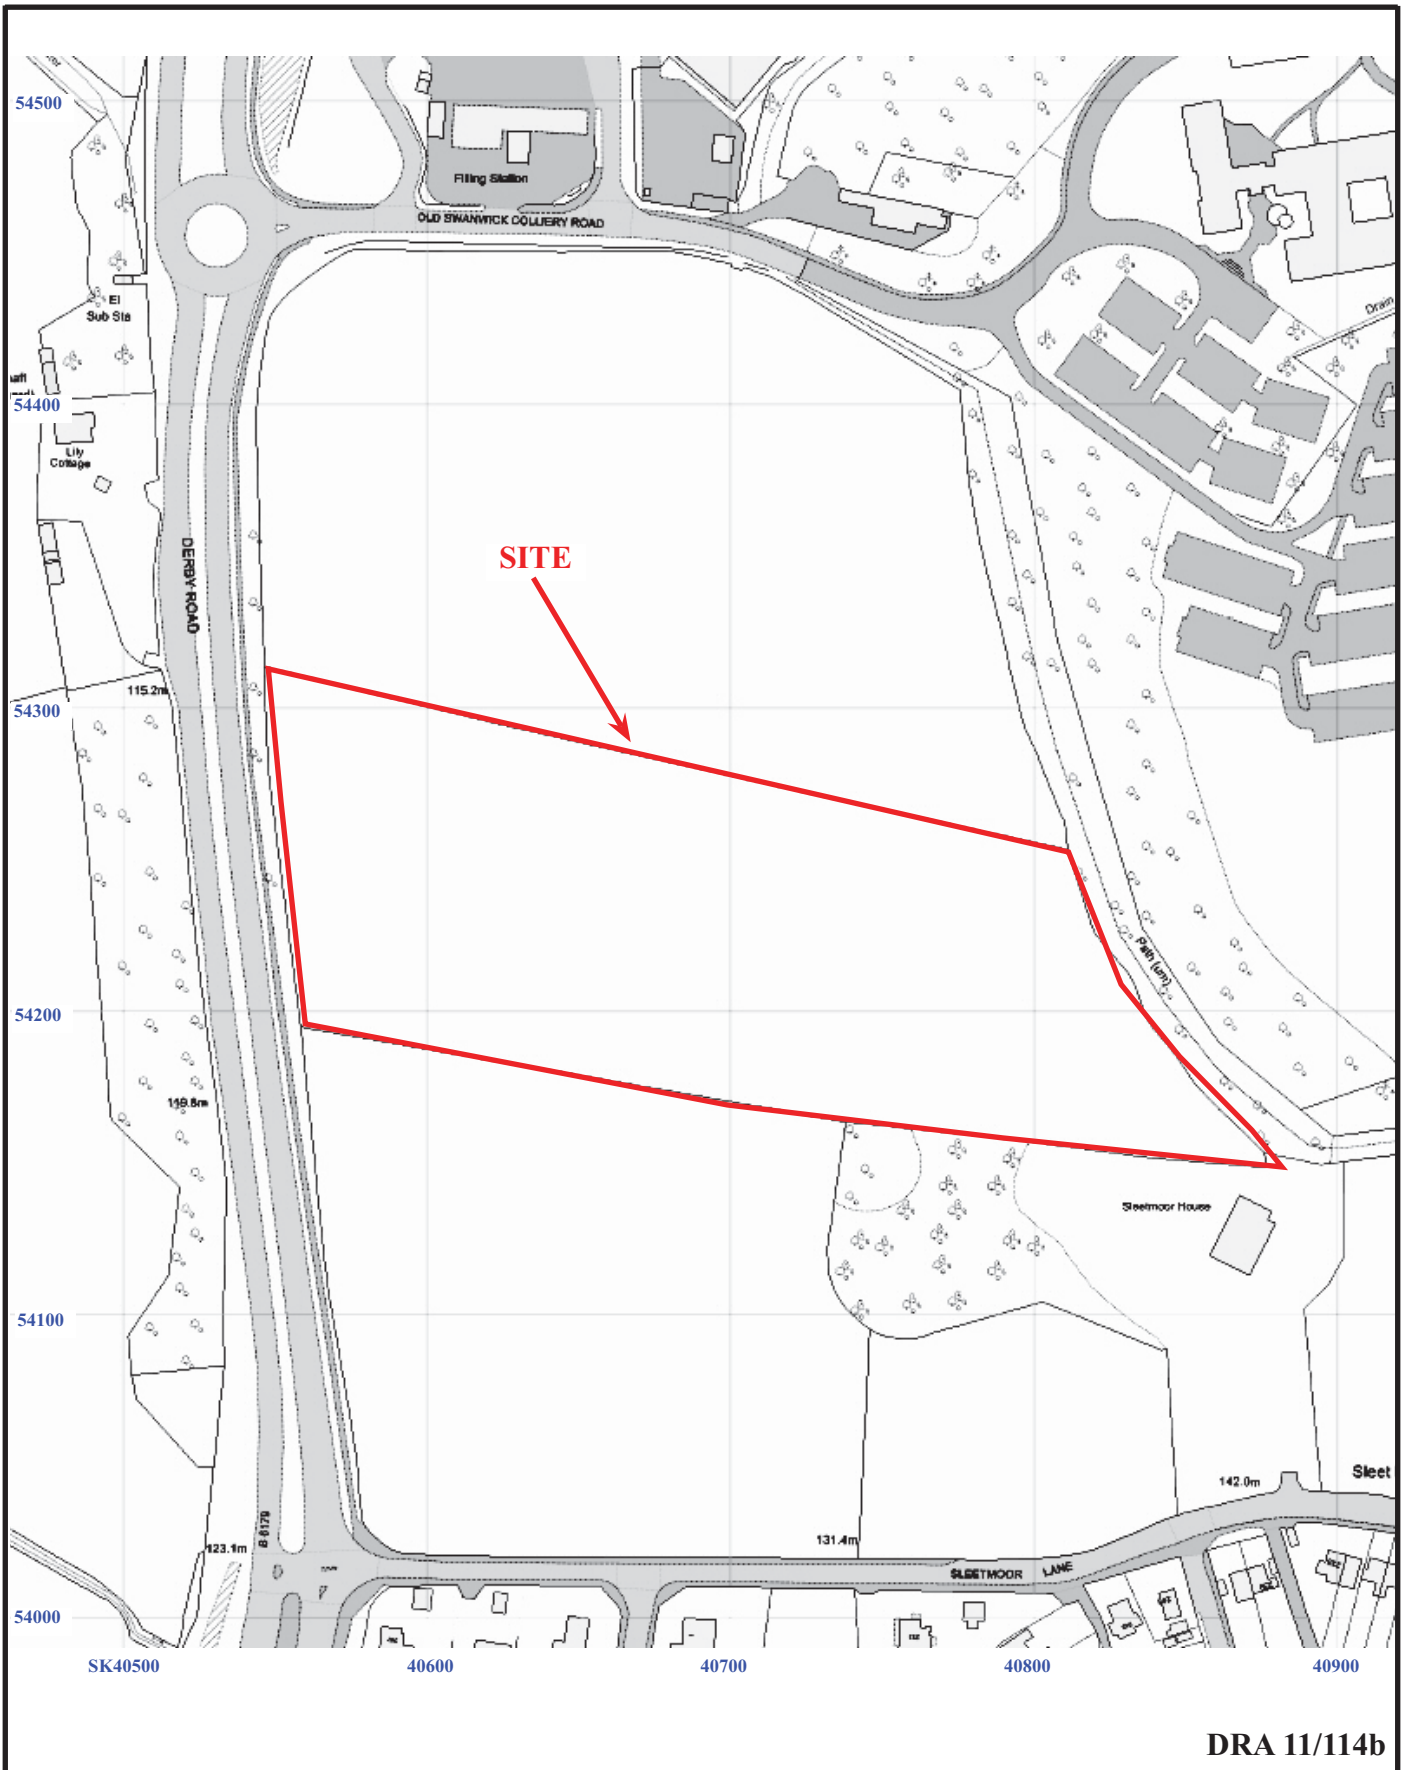 54500
Filling Station
OLD SWANWICK COLLIERY ROAD
El
Sub Sta
Drain
54400
Lily
Cottage
DERBY ROAD
SITE
115.2m
54300
Path (um)
54200
119.8m
Sleetmoor House
54100
142.0m
Sleet
B 6179
123.1m
131.4m
SLEETMOOR LANE
54000
SK40500
40600
40700
40800
40900
DRA 11/114b